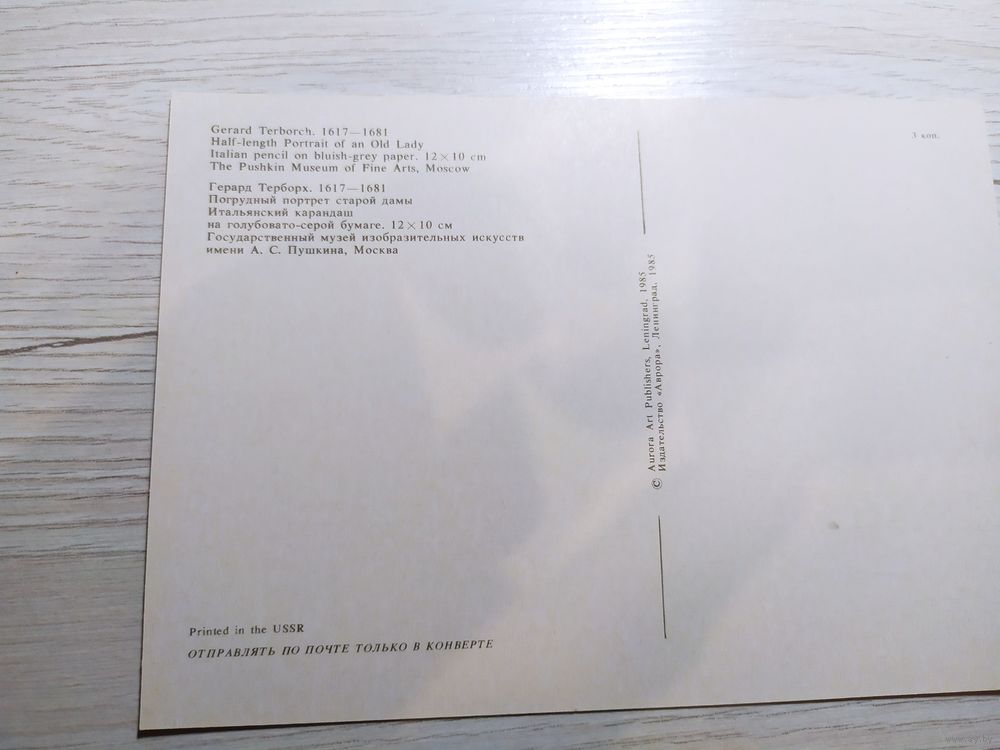 Gerard Terborch. 1617—1681
Half-length Portrait of an Old Lady
Italian pencil on bluish-grey paper. 12 × 10 cm
The Pushkin Museum of Fine Arts, Moscow
Герард Терборх. 1617—1681
Погрудный портрет старой дамы
Итальянский карандаш
на голубовато-серой бумаге. 12 × 10 см
Государственный музей изобразительных искусств
имени А. С. Пушкина, Москва
3 коп.
© Aurora Art Publishers, Leningrad, 1985
Издательство «Аврора», Ленинград, 1985
Printed in the USSR
ОТПРАВЛЯТЬ ПО ПОЧТЕ ТОЛЬКО В КОНВЕРТЕ